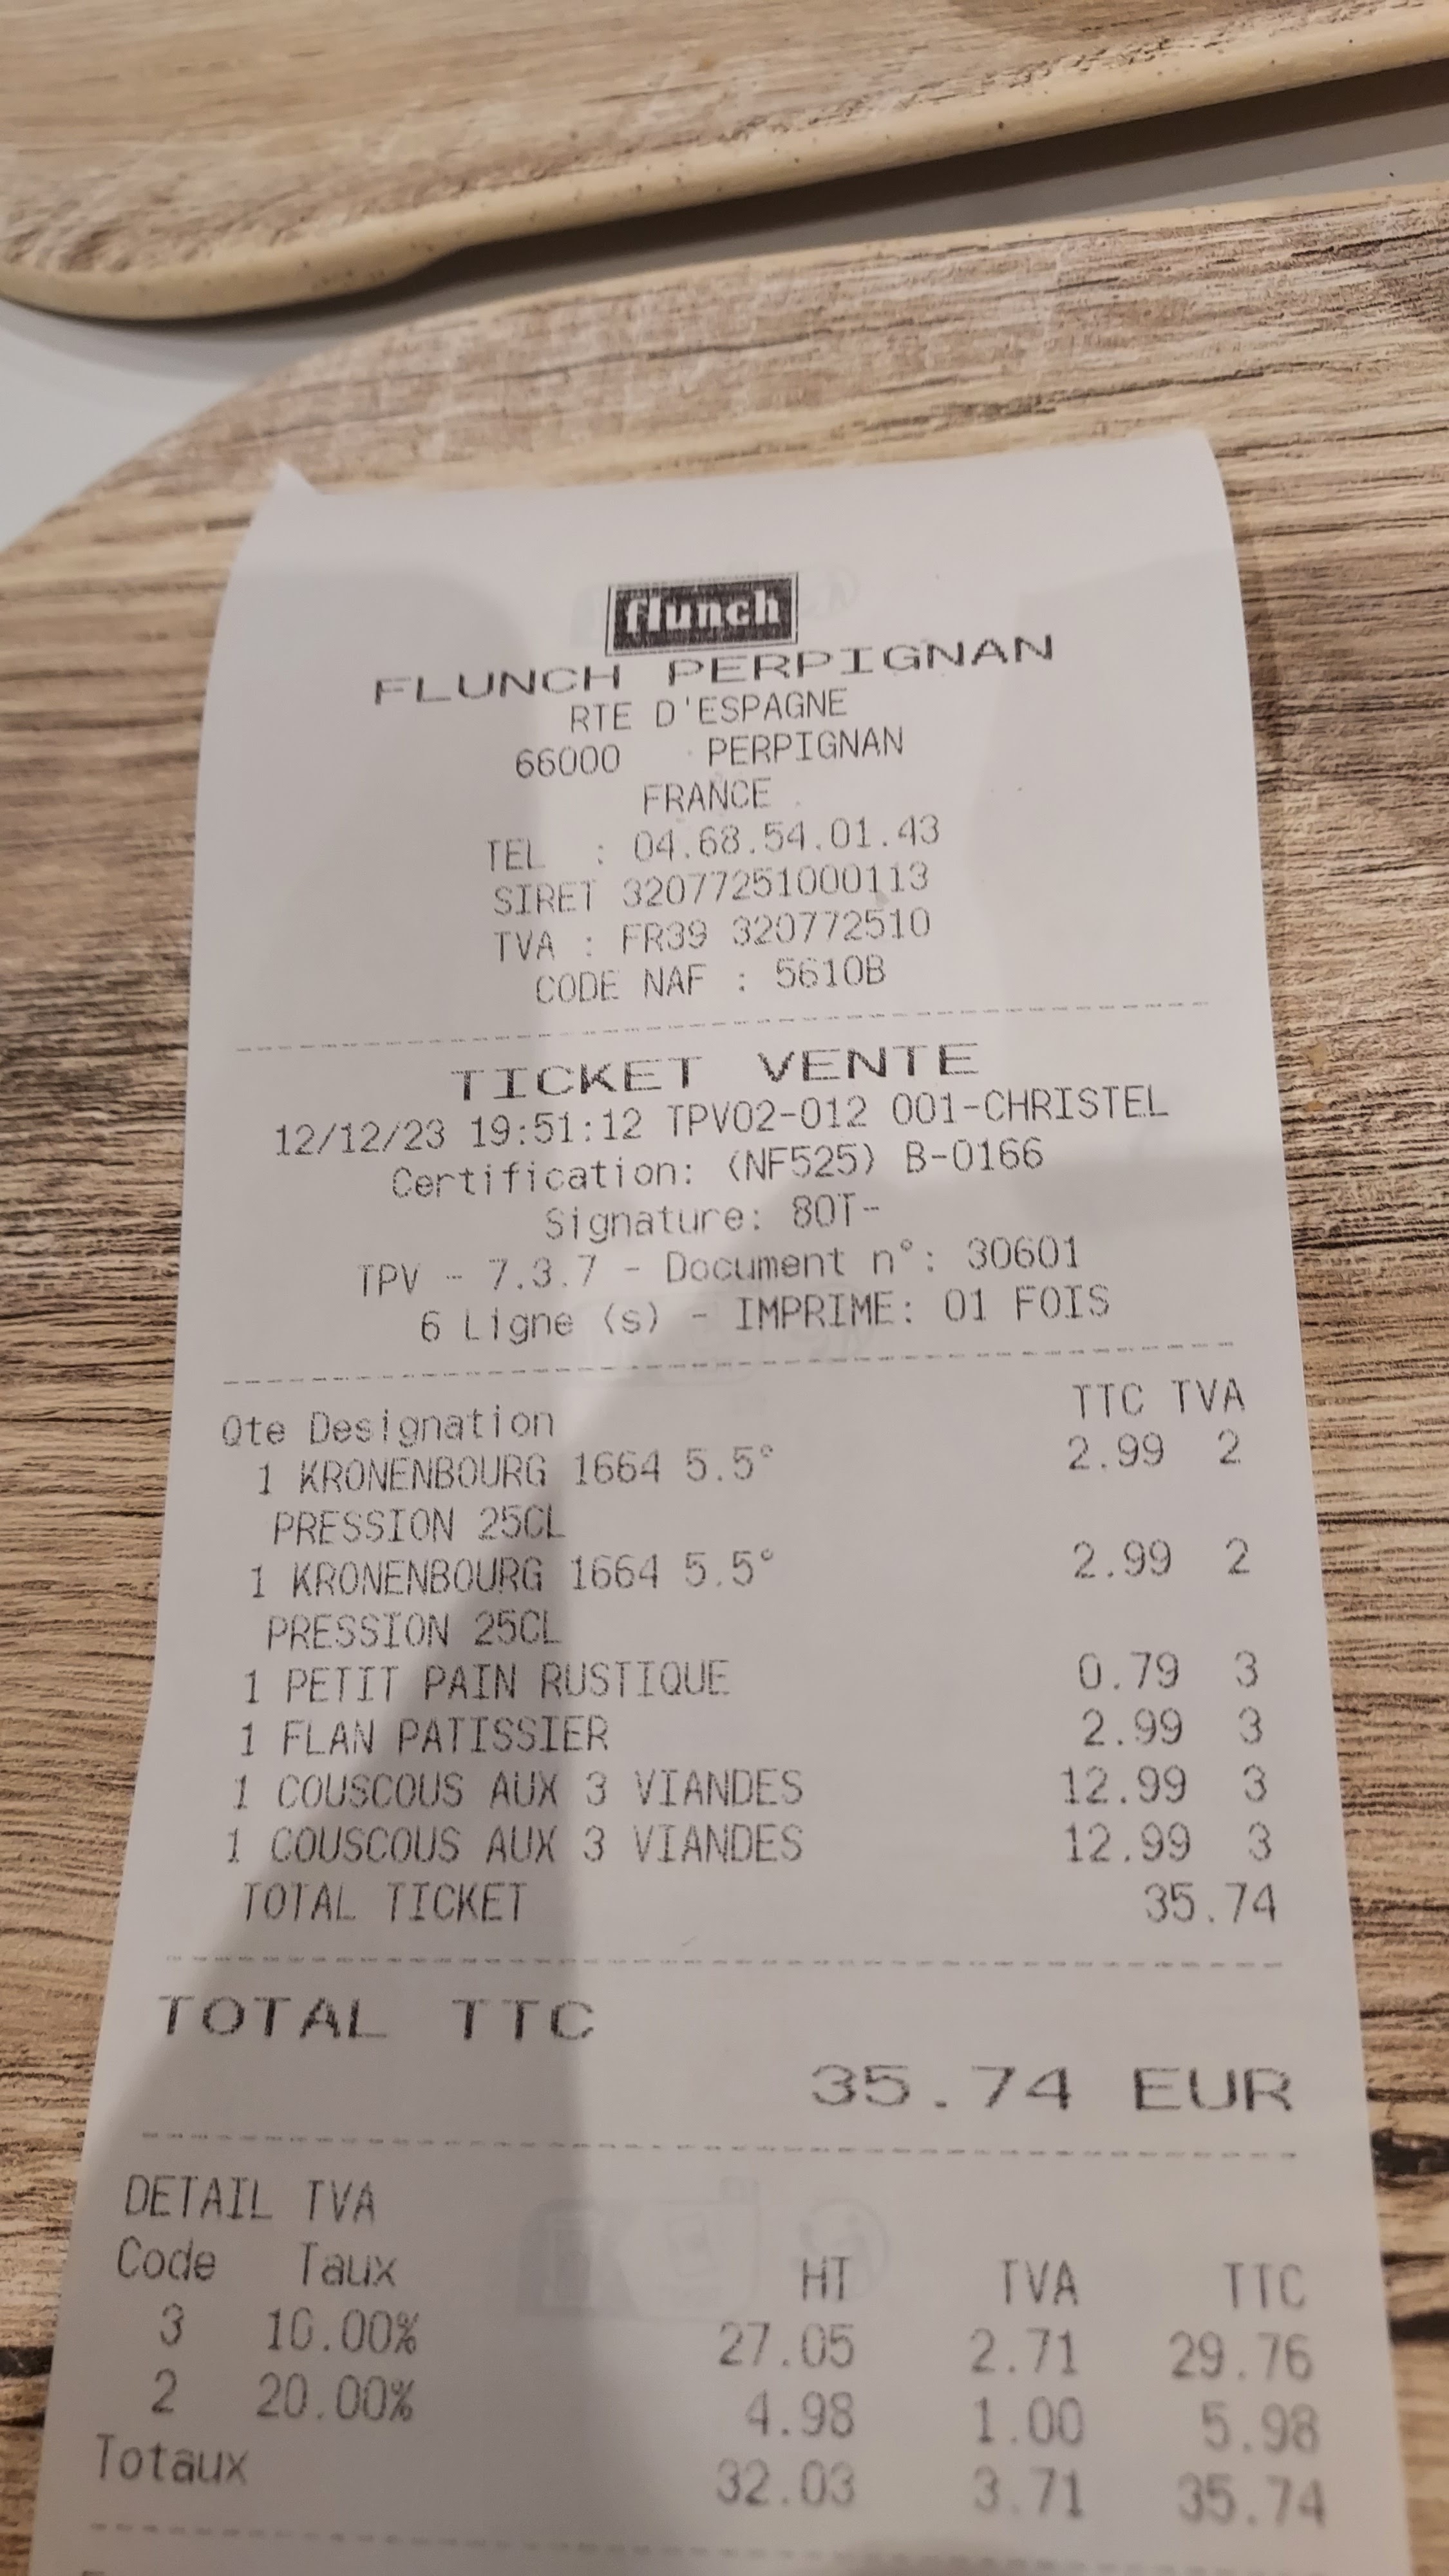 flunch
FLUNCH PERPIGNAN
RTE D'ESPAGNE
66000 PERPIGNAN
FRANCE
TEL : 04.68.54.01.43
SIRET 32077251000113
TVA : FR39 320772510
CODE NAF : 5610B
TICKET VENTE
12/12/23 19:51:12 TPV02-012 001-CHRISTEL
Certification: (NF525) B-0166
Signature: 80T-
TPV - 7.3.7 - Document n°: 30601
6 Ligne (s) - IMPRIME: 01 FOIS
Qte Designation TTC TVA
1 KRONENBOURG 1664 5.5° 2.99 2
PRESSION 25CL
1 KRONENBOURG 1664 5.5° 2.99 2
PRESSION 25CL
1 PETIT PAIN RUSTIQUE 0.79 3
1 FLAN PATISSIER 2.99 3
1 COUSCOUS AUX 3 VIANDES 12.99 3
1 COUSCOUS AUX 3 VIANDES 12.99 3
TOTAL TICKET 35.74
TOTAL TTC
35.74 EUR
DETAIL TVA
Code Taux HT TVA TTC
3 10.00% 27.05 2.71 29.76
2 20.00% 4.98 1.00 5.98
Totaux 32.03 3.71 35.74